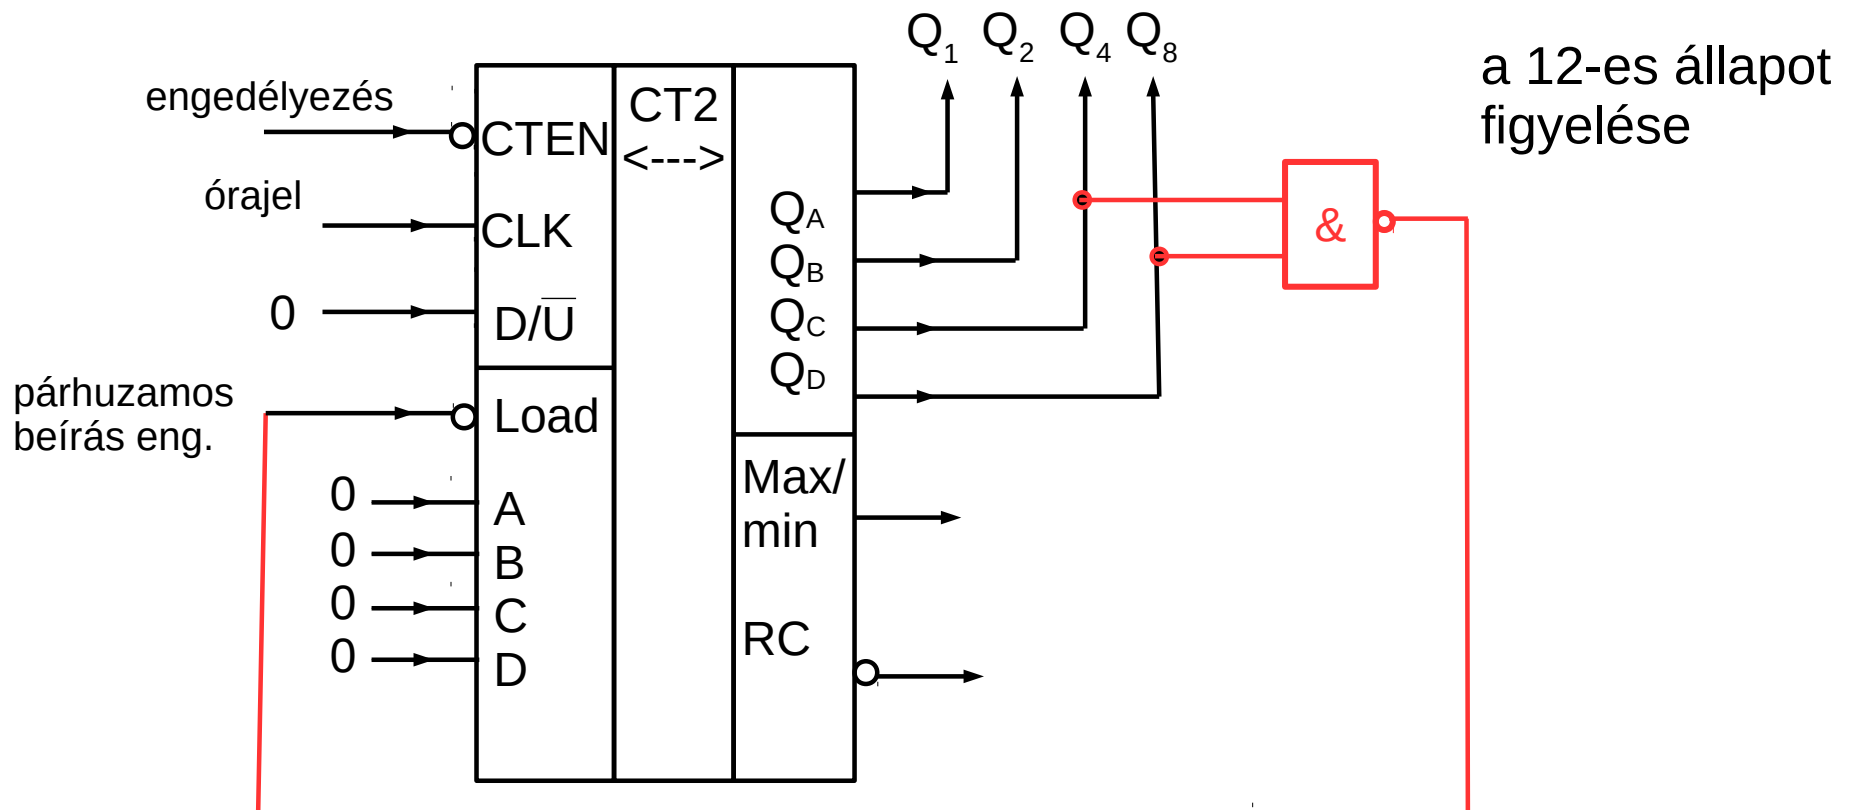 Q1 Q2 Q4 Q8
a 12-es állapot
figyelése
engedélyezés
órajel
0
párhuzamos
beírás eng.
0
0
0
0
CTEN
CLK
D/U̅
Load
A
B
C
D
CT2
<--->
QA
QB
QC
QD
Max/
min
RC
&